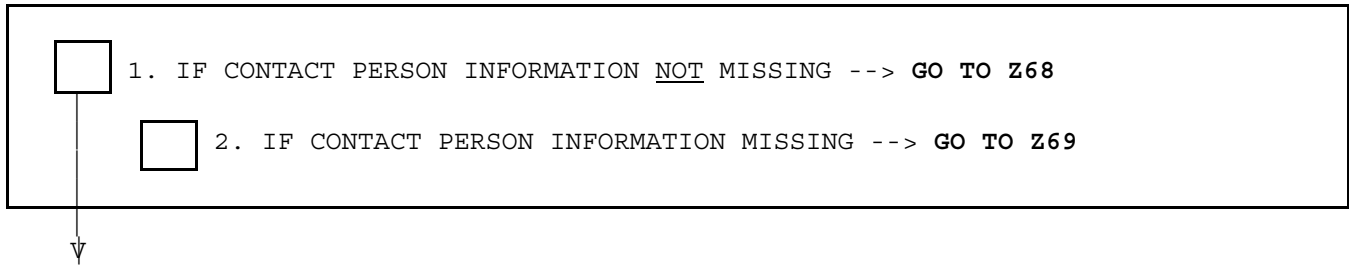 1. IF CONTACT PERSON INFORMATION NOT MISSING --> GO TO Z68
2. IF CONTACT PERSON INFORMATION MISSING --> GO TO Z69